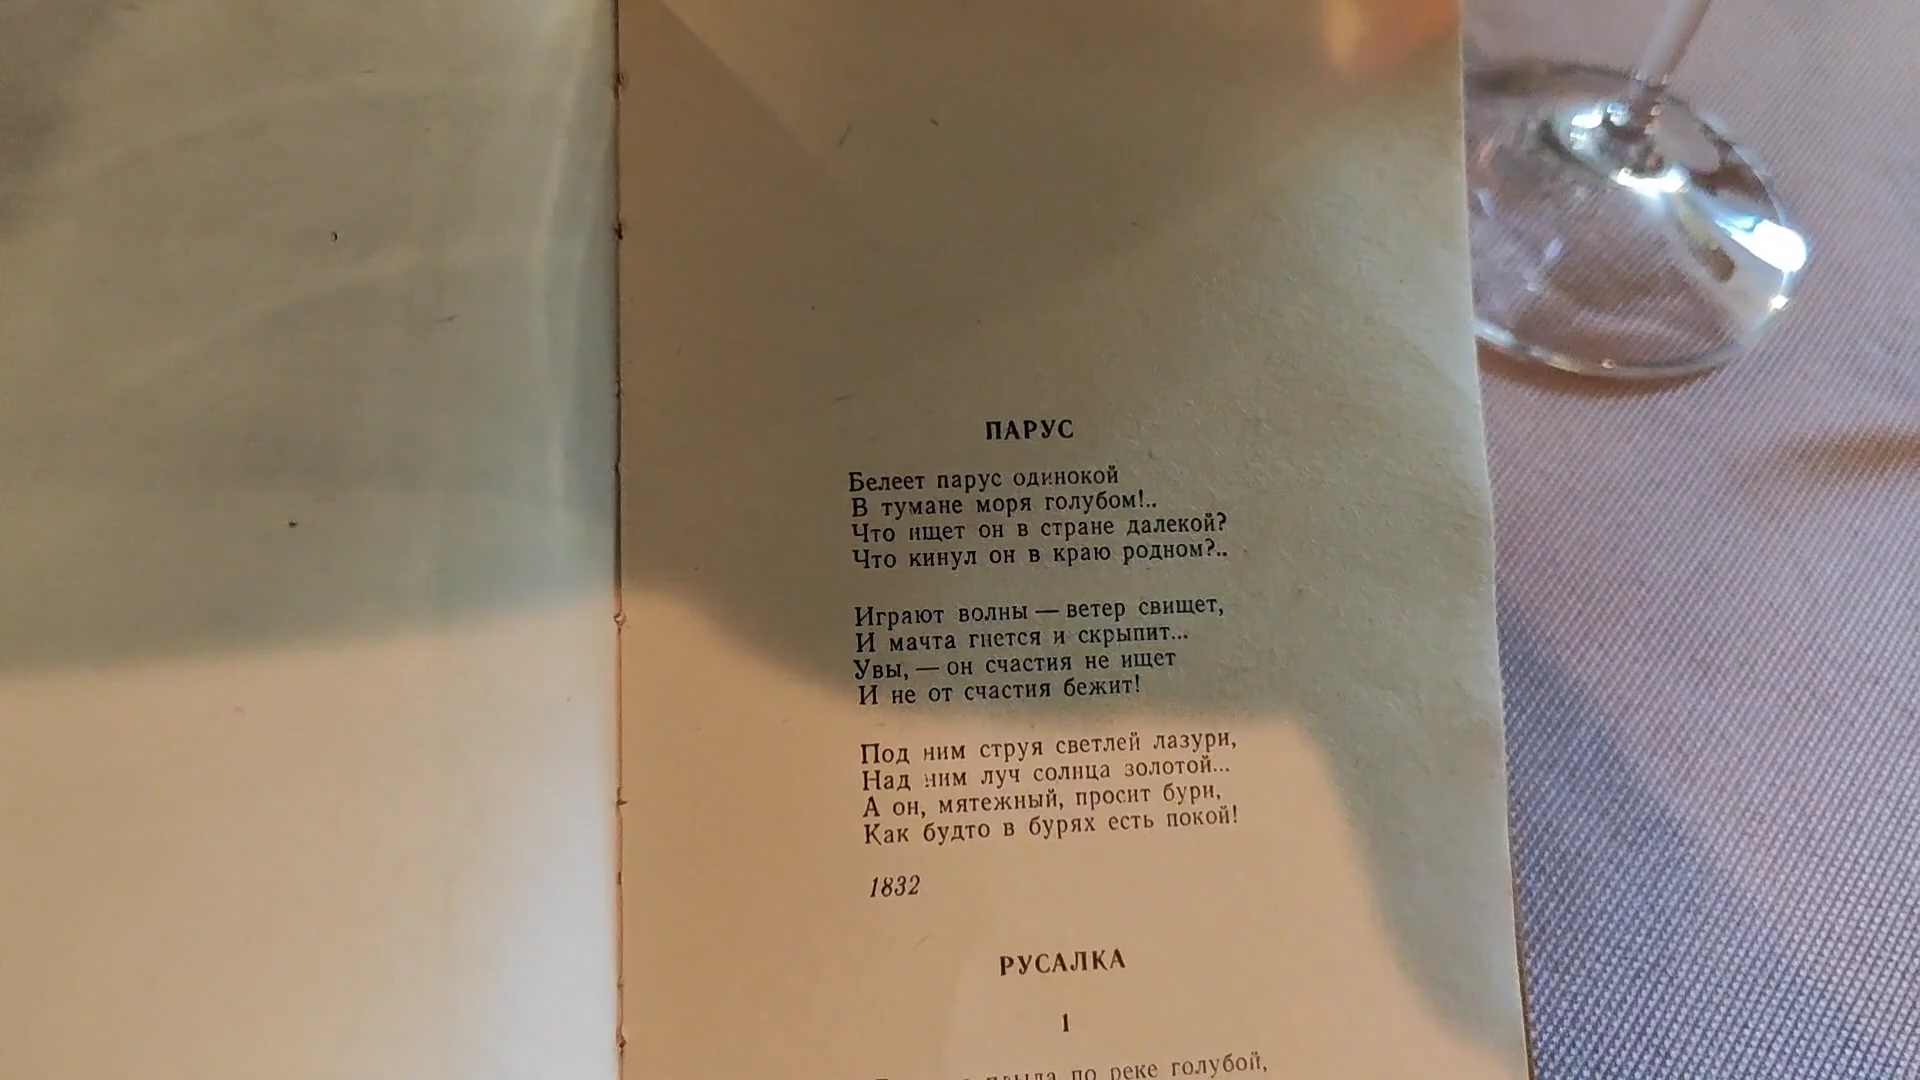 ПАРУС
Белеет парус одинокой
В тумане моря голубом!..
Что ищет он в стране далекой?
Что кинул он в краю родном?..
Играют волны — ветер свищет,
И мачта гнется и скрыпит...
Увы, — он счастия не ищет
И не от счастия бежит!
Под ним струя светлей лазури,
Над ним луч солнца золотой...
А он, мятежный, просит бури,
Как будто в бурях есть покой!
1832
РУСАЛКА
1
по реке голубой,